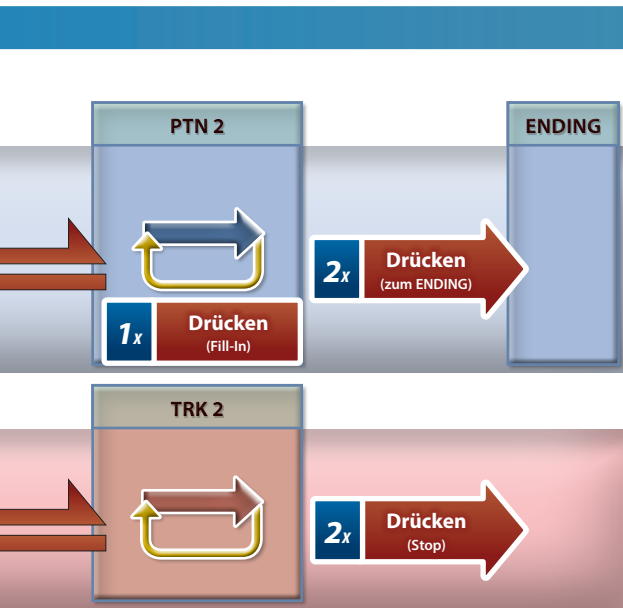 PTN 2
ENDING
2x
Drücken
(zum ENDING)
1x
Drücken
(Fill-In)
TRK 2
2x
Drücken
(Stop)